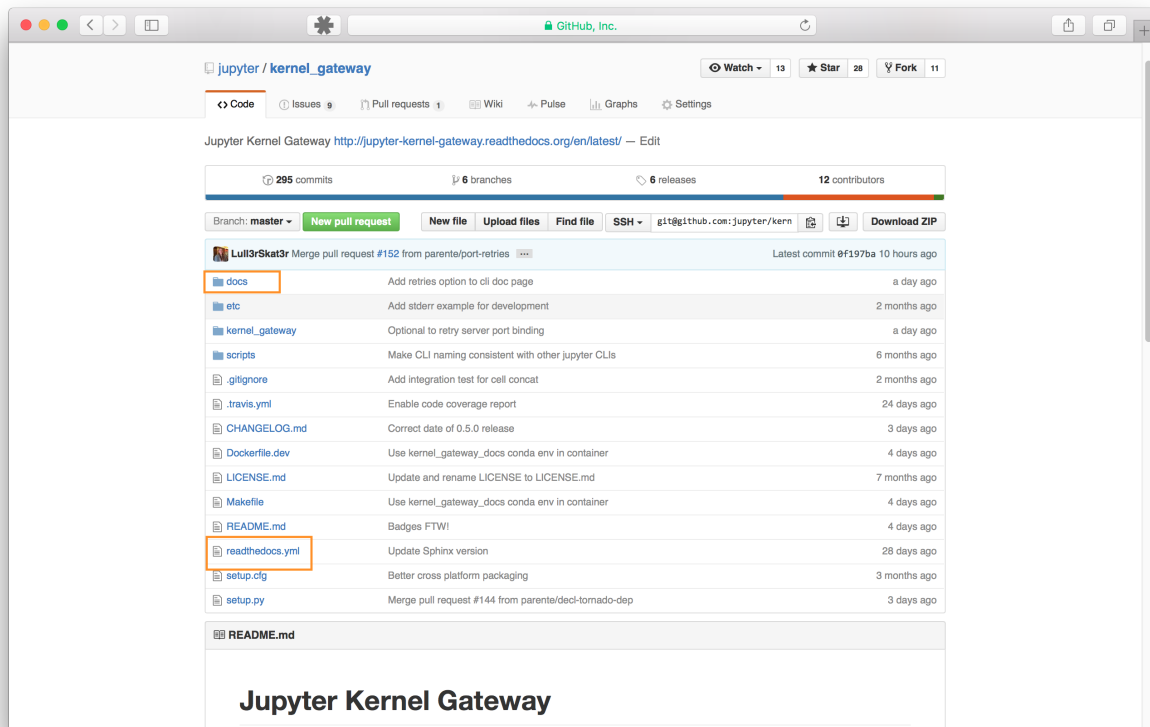 GitHub, Inc.
jupyter / kernel_gateway
Watch 13 Star 28 Fork 11
Code Issues 9 Pull requests 1 Wiki Pulse Graphs Settings
Jupyter Kernel Gateway http://jupyter-kernel-gateway.readthedocs.org/en/latest/ — Edit
295 commits 6 branches 6 releases 12 contributors
Branch: master New pull request New file Upload files Find file SSH git@github.com:jupyter/kern Download ZIP
Lull3rSkat3r Merge pull request #152 from parente/port-retries ... Latest commit 0f197ba 10 hours ago
docs Add retries option to cli doc page a day ago
etc Add stderr example for development 2 months ago
kernel_gateway Optional to retry server port binding a day ago
scripts Make CLI naming consistent with other jupyter CLIs 6 months ago
.gitignore Add integration test for cell concat 2 months ago
.travis.yml Enable code coverage report 24 days ago
CHANGELOG.md Correct date of 0.5.0 release 3 days ago
Dockerfile.dev Use kernel_gateway_docs conda env in container 4 days ago
LICENSE.md Update and rename LICENSE to LICENSE.md 7 months ago
Makefile Use kernel_gateway_docs conda env in container 4 days ago
README.md Badges FTW! 4 days ago
readthedocs.yml Update Sphinx version 28 days ago
setup.cfg Better cross platform packaging 3 months ago
setup.py Merge pull request #144 from parente/decl-tornado-dep 3 days ago
README.md
Jupyter Kernel Gateway